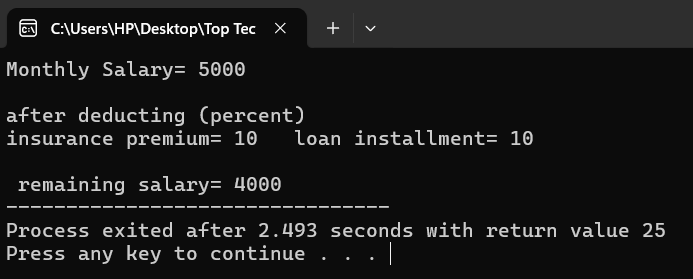 C:\Users\HP\Desktop\Top Tec
Monthly Salary= 5000
after deducting (percent)
insurance premium= 10   loan installment= 10
 remaining salary= 4000
--------------------------------
Process exited after 2.493 seconds with return value 25
Press any key to continue . . .